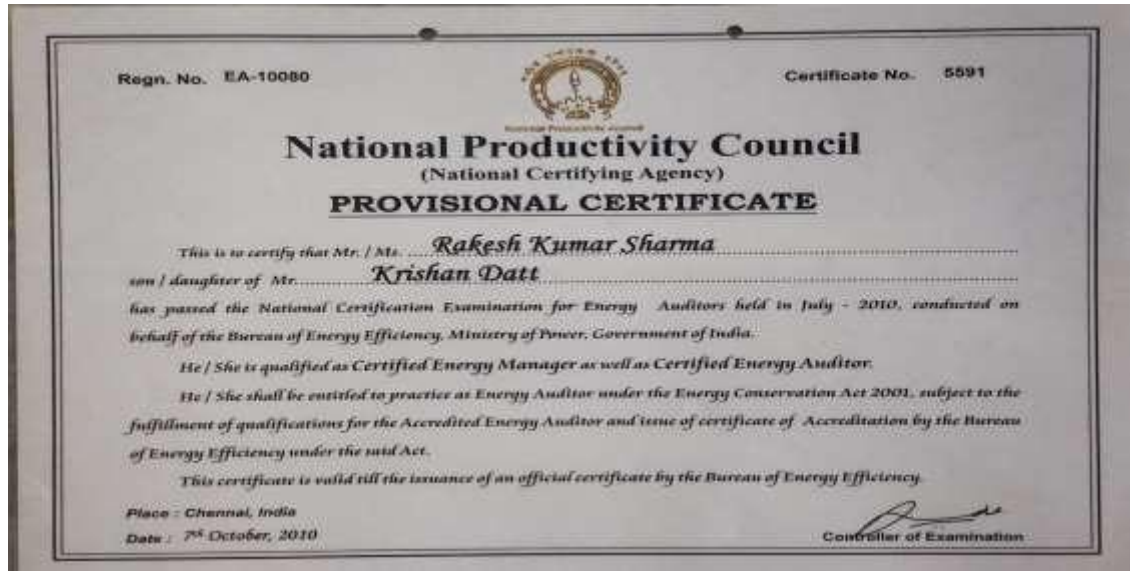 Regn. No. EA-10080
Certificate No. 5591
National Productivity Council
National Productivity Council
(National Certifying Agency)
PROVISIONAL CERTIFICATE
This is to certify that Mr. / Ms. Rakesh Kumar Sharma
son / daughter of Mr. Krishan Datt
has passed the National Certification Examination for Energy Auditors held in July - 2010, conducted on
behalf of the Bureau of Energy Efficiency, Ministry of Power, Government of India.
He / She is qualified as Certified Energy Manager as well as Certified Energy Auditor.
He / She shall be entitled to practice as Energy Auditor under the Energy Conservation Act 2001, subject to the
fulfillment of qualifications for the Accredited Energy Auditor and issue of certificate of Accreditation by the Bureau
of Energy Efficiency under the said Act.
This certificate is valid till the issuance of an official certificate by the Bureau of Energy Efficiency.
Place : Chennai, India
Date : 7th October, 2010
Controller of Examination